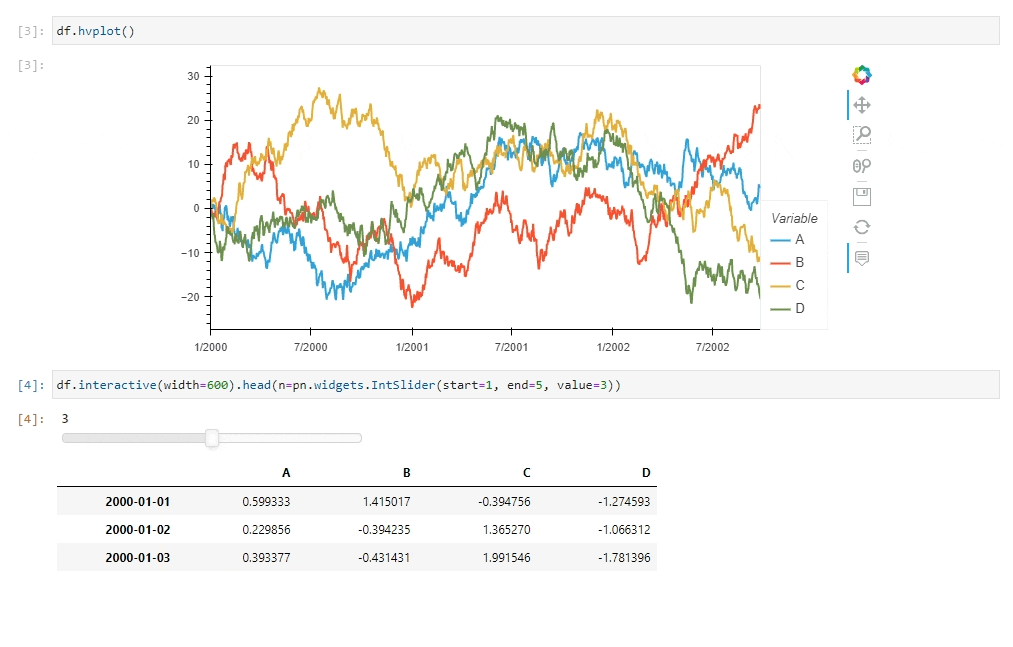 [3]: df.hvplot()
[3]:
30
20
10
0
−10
−20
1/2000 7/2000 1/2001 7/2001 1/2002 7/2002
Variable
A
B
C
D
[4]: df.interactive(width=600).head(n=pn.widgets.IntSlider(start=1, end=5, value=3))
[4]: 3
A B C D
2000-01-01 0.599333 1.415017 -0.394756 -1.274593
2000-01-02 0.229856 -0.394235 1.365270 -1.066312
2000-01-03 0.393377 -0.431431 1.991546 -1.781396